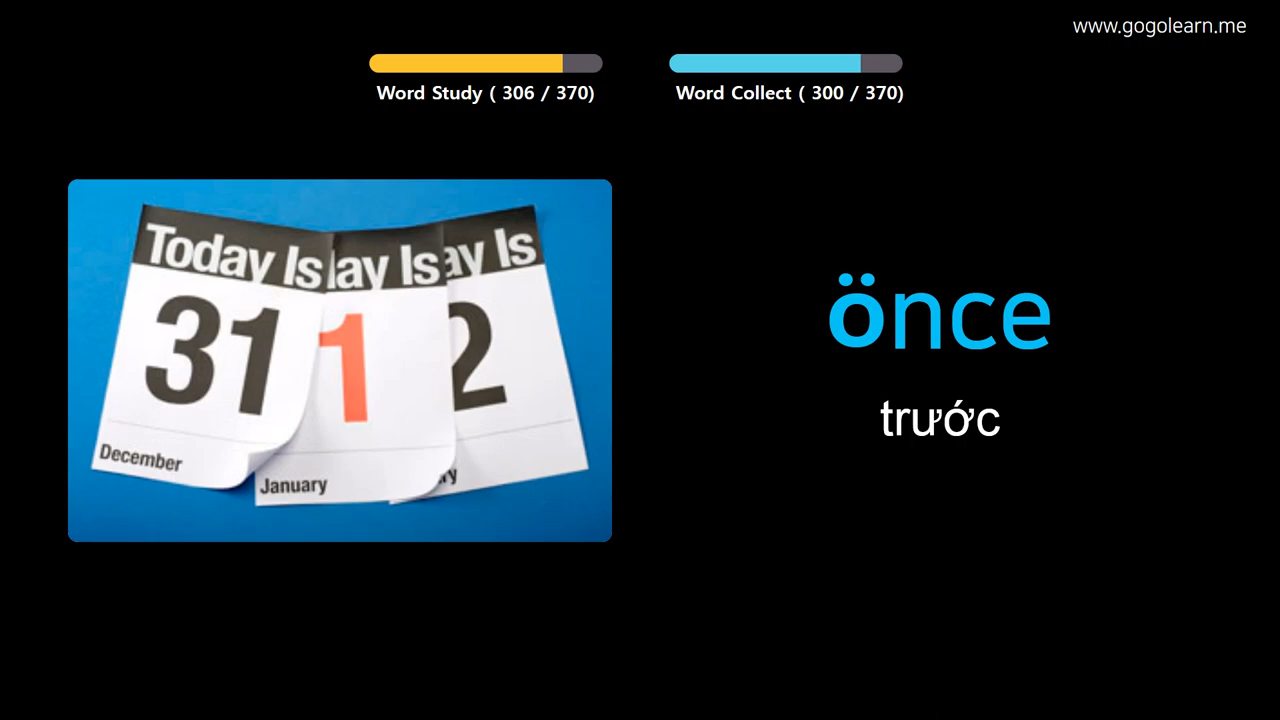 www.gogolearn.me
Word Study ( 306 / 370)
Word Collect ( 300 / 370)
Today Is
ay Is
ay Is
31
1
2
December
January
ry
önce
trước